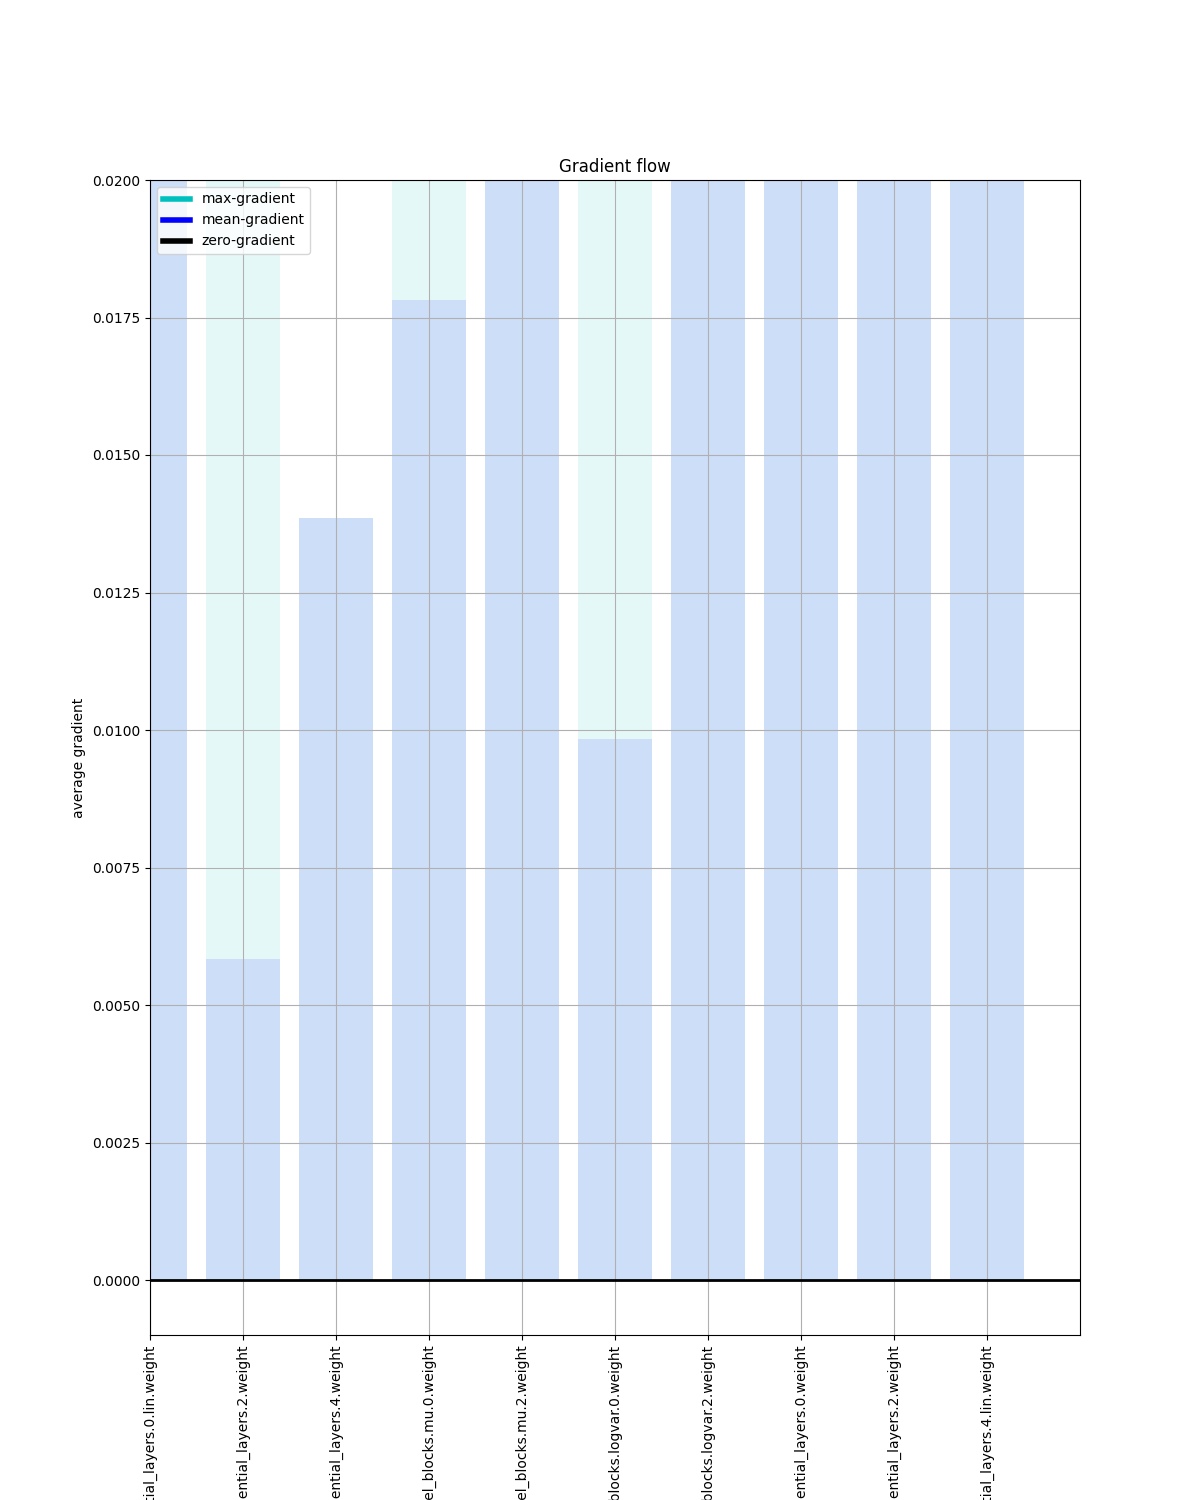 Gradient flow
max-gradient
mean-gradient
zero-gradient
0.0200
0.0175
0.0150
0.0125
0.0100
0.0075
0.0050
0.0025
0.0000
average gradient
tial_layers.0.lin.weight
ential_layers.2.weight
ential_layers.4.weight
el_blocks.mu.0.weight
el_blocks.mu.2.weight
blocks.logvar.0.weight
blocks.logvar.2.weight
ential_layers.0.weight
ential_layers.2.weight
tial_layers.4.lin.weight